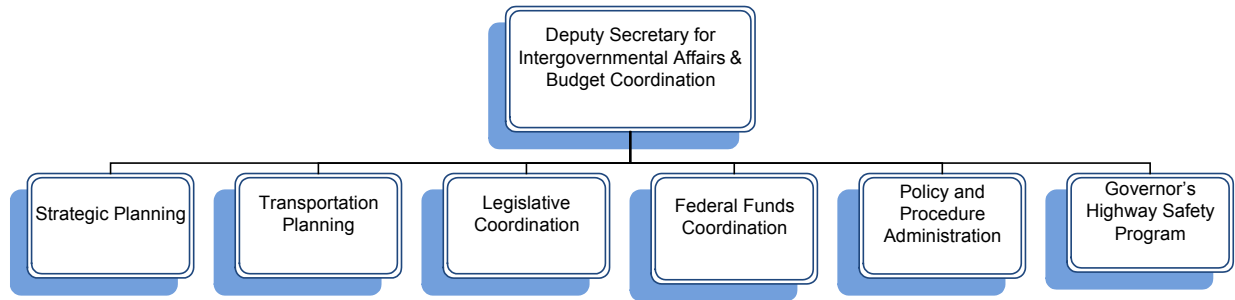 Deputy Secretary for
Intergovernmental Affairs &
Budget Coordination
Strategic Planning
Transportation
Planning
Legislative
Coordination
Federal Funds
Coordination
Policy and
Procedure
Administration
Governor's
Highway Safety
Program